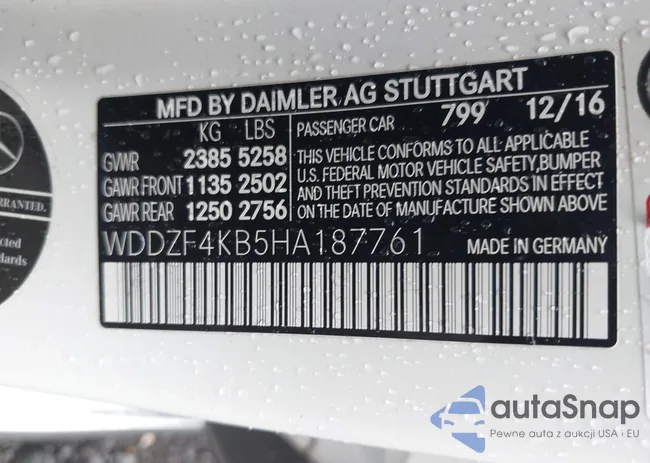 MFD BY DAIMLER AG STUTTGART
KG LBS
GVWR 2385 5258
GAWR FRONT 1135 2502
GAWR REAR 1250 2756
PASSENGER CAR 799 12/16
THIS VEHICLE CONFORMS TO ALL APPLICABLE
U.S. FEDERAL MOTOR VEHICLE SAFETY, BUMPER
AND THEFT PREVENTION STANDARDS IN EFFECT
ON THE DATE OF MANUFACTURE SHOWN ABOVE
WDDZF4KB5HA187761 MADE IN GERMANY
autaSnap
Pewne auta z aukcji USA i EU